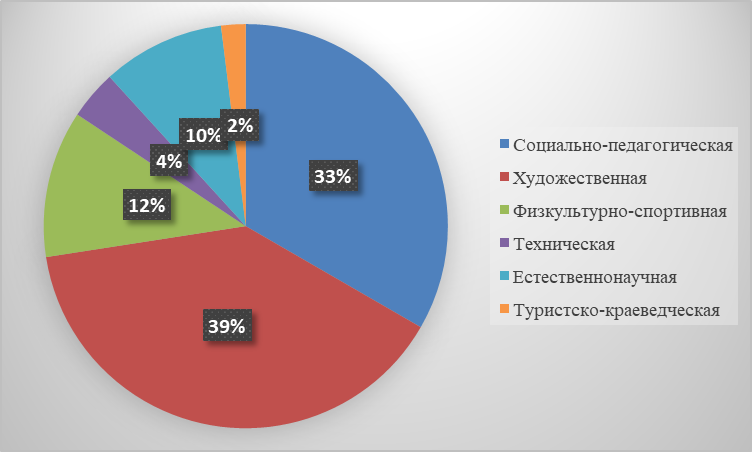 2%
10%
4%
33%
12%
39%
Социально-педагогическая
Художественная
Физкультурно-спортивная
Техническая
Естественнонаучная
Туристско-краеведческая